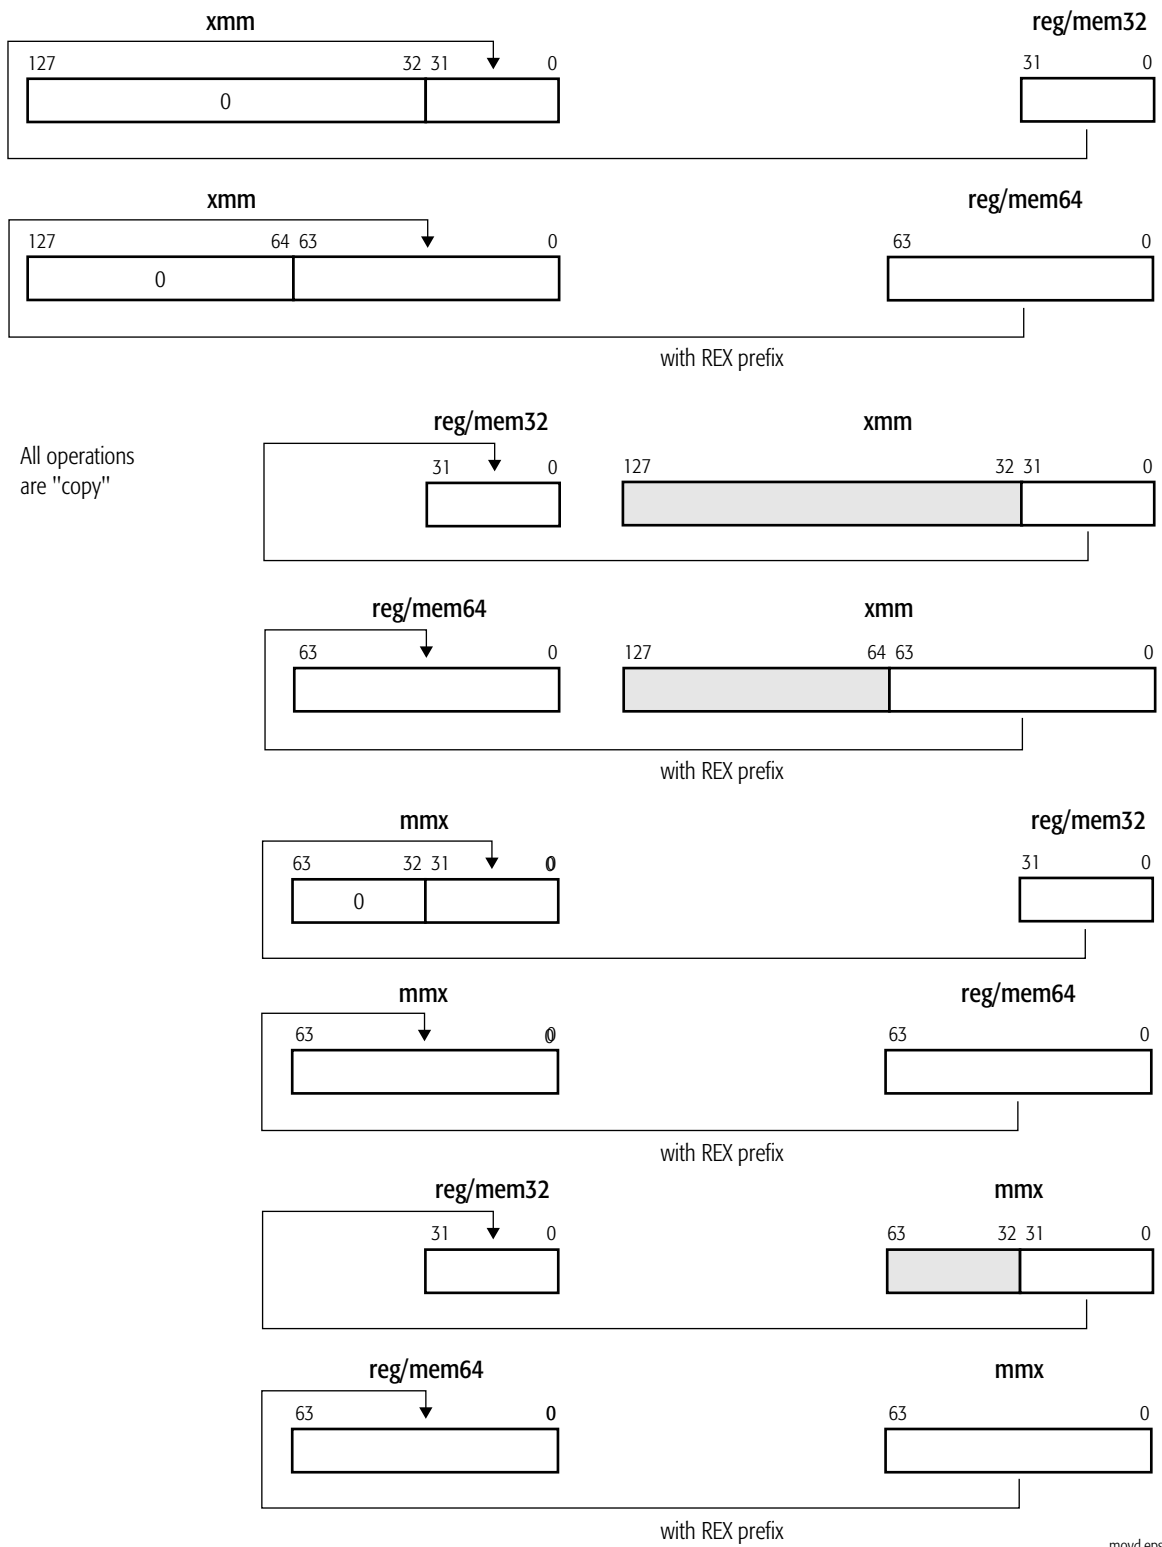 xmm reg/mem32
127 32 31 0 31 0
0
xmm reg/mem64
127 64 63 0 63 0
0
with REX prefix
All operations
are "copy"
reg/mem32 xmm
31 0 127 32 31 0
reg/mem64 xmm
63 0 127 64 63 0
with REX prefix
mmx reg/mem32
63 32 31 0 31 0
0
mmx reg/mem64
63 0 63 0
with REX prefix
reg/mem32 mmx
31 0 63 32 31 0
reg/mem64 mmx
63 0 63 0
with REX prefix
movd.eps